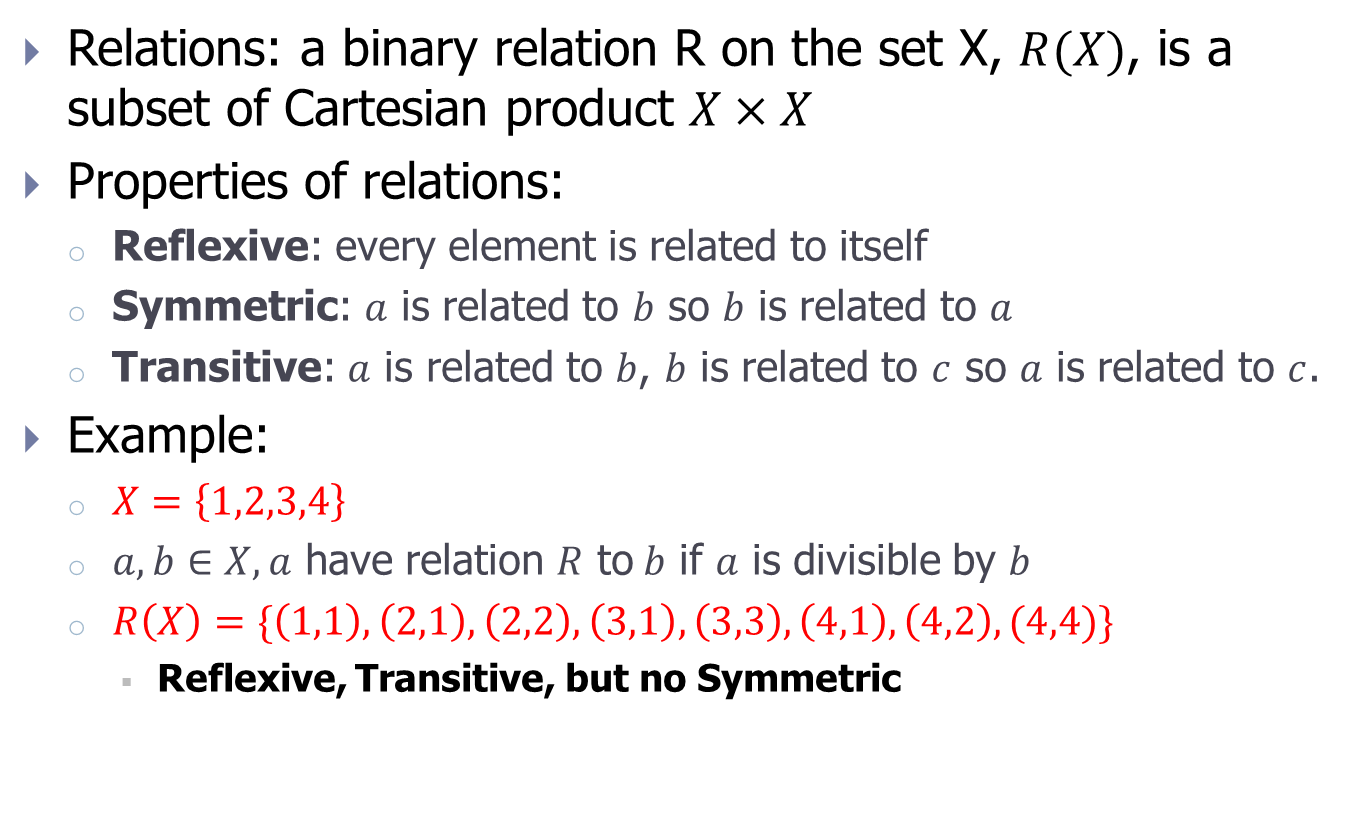 Relations: a binary relation R on the set X, R(X), is a
subset of Cartesian product X × X
Properties of relations:
Reflexive: every element is related to itself
Symmetric: a is related to b so b is related to a
Transitive: a is related to b, b is related to c so a is related to c.
Example:
X = {1,2,3,4}
a, b ∈ X, a have relation R to b if a is divisible by b
R(X) = {(1,1), (2,1), (2,2), (3,1), (3,3), (4,1), (4,2), (4,4)}
Reflexive, Transitive, but no Symmetric